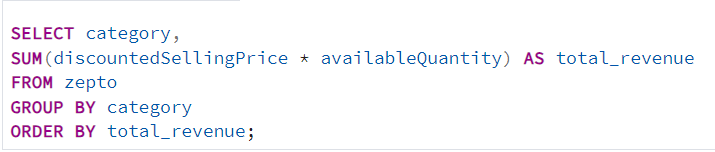 SELECT category,
SUM(discountedSellingPrice * availableQuantity) AS total_revenue
FROM zepto
GROUP BY category
ORDER BY total_revenue;